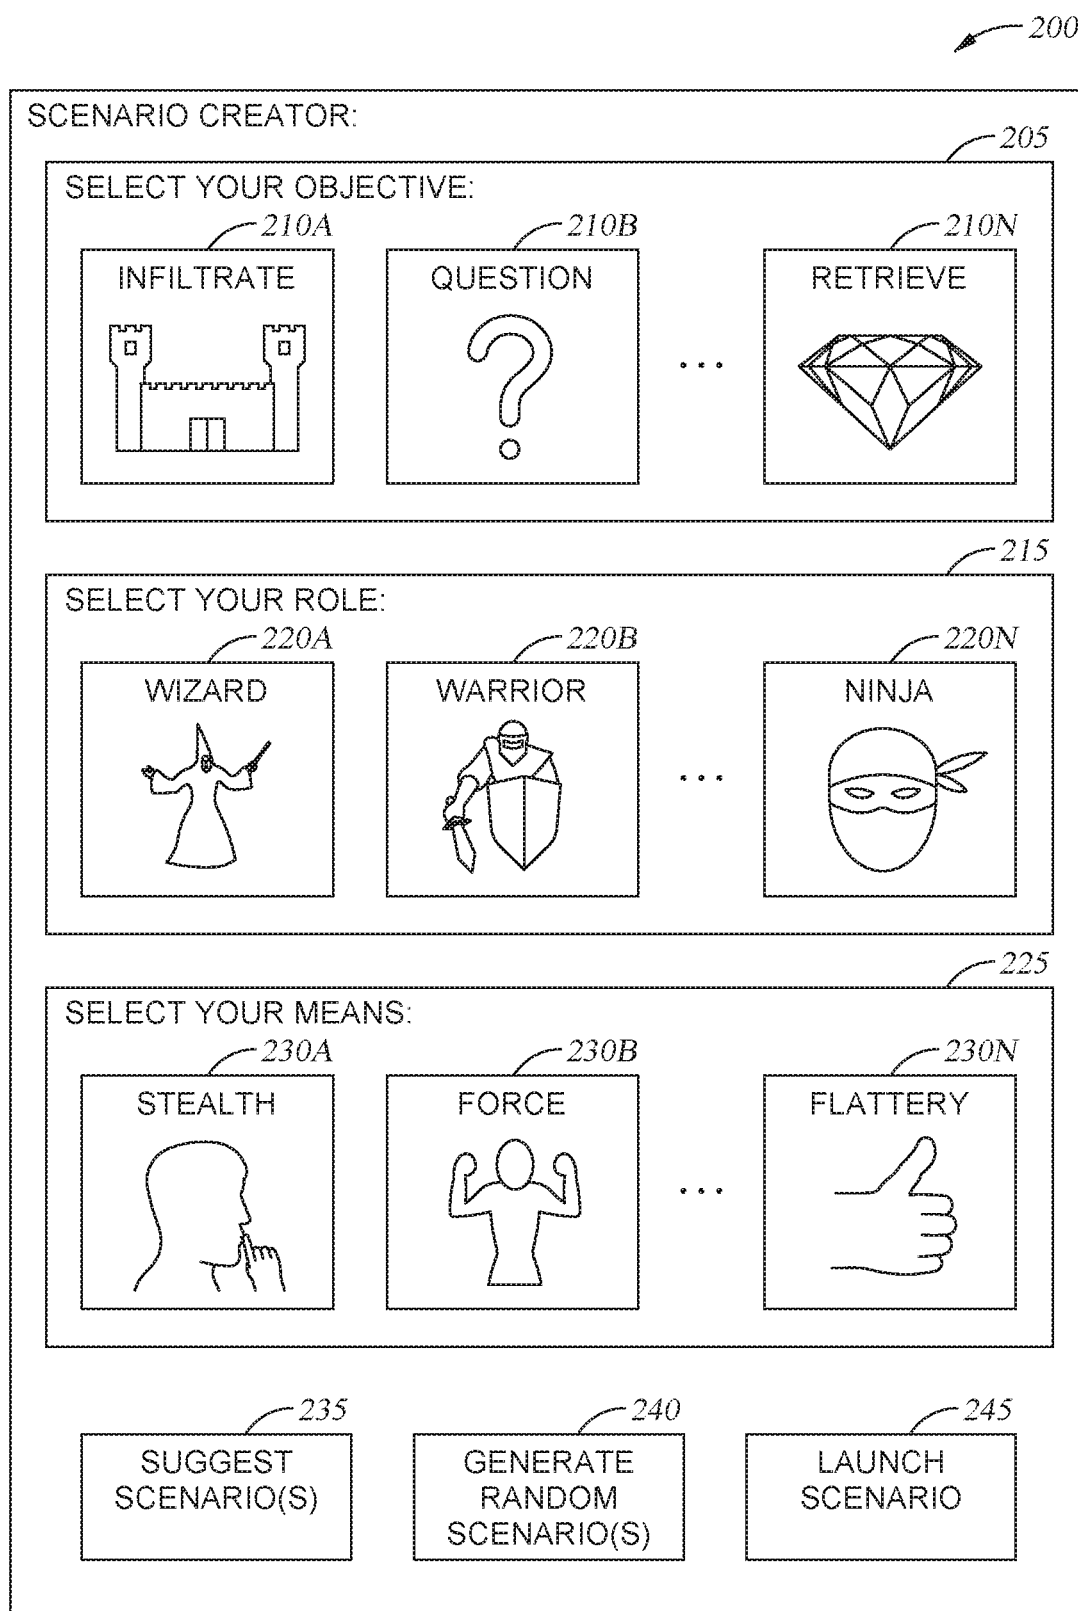 200
SCENARIO CREATOR:
205
SELECT YOUR OBJECTIVE:
210A 210B 210N
INFILTRATE QUESTION RETRIEVE
...
215
SELECT YOUR ROLE:
220A 220B 220N
WIZARD WARRIOR NINJA
...
225
SELECT YOUR MEANS:
230A 230B 230N
STEALTH FORCE FLATTERY
...
235 240 245
SUGGEST GENERATE LAUNCH
SCENARIO(S) RANDOM SCENARIO
SCENARIO(S)